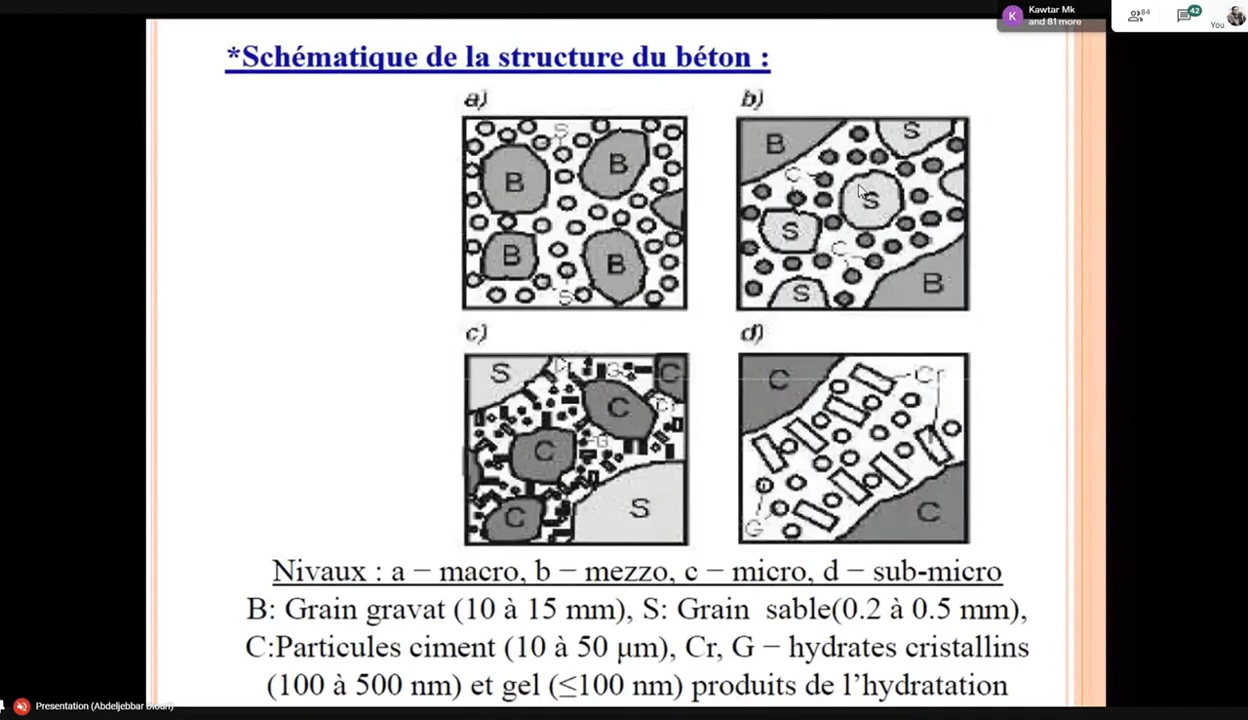 Kawtar Mk
and 81 more
K
84
42
You
*Schématique de la structure du béton :
a)
b)
S
B
B
B
B
S
B
S
C
S
S
C
S
B
c)
d)
S
G
C
C
C
G
C
S
C
Cr
G
C
Nivaux : a − macro, b − mezzo, c − micro, d − sub-micro
B: Grain gravat (10 à 15 mm), S: Grain sable(0.2 à 0.5 mm),
C:Particules ciment (10 à 50 μm), Cr, G − hydrates cristallins
(100 à 500 nm) et gel (≤100 nm) produits de l’hydratation
Presentation (Abdeljebbar